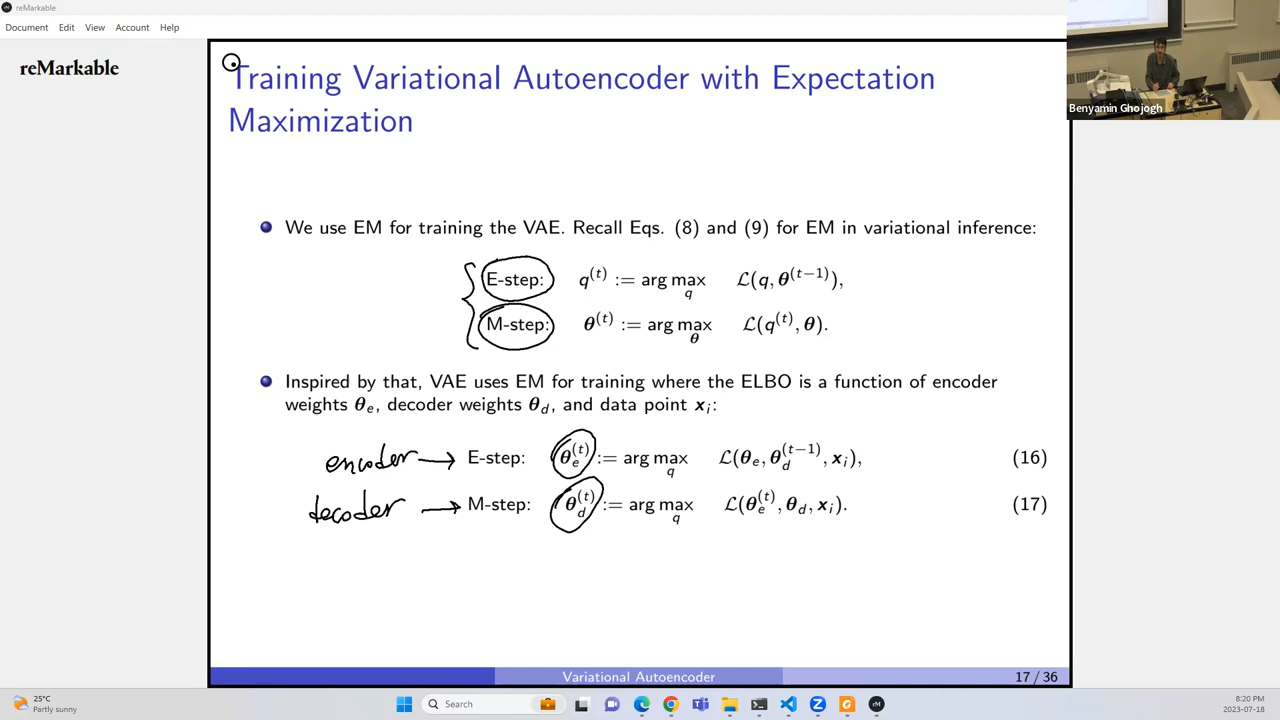 reMarkable
Document Edit View Account Help
reMarkable
Benyamin Ghojogh
Training Variational Autoencoder with Expectation
Maximization
We use EM for training the VAE. Recall Eqs. (8) and (9) for EM in variational inference:
E-step: q^(t) := arg max_q ℒ(q, θ^(t−1)),
M-step: θ^(t) := arg max_θ ℒ(q^(t), θ).
Inspired by that, VAE uses EM for training where the ELBO is a function of encoder
weights θ_e, decoder weights θ_d, and data point x_i:
encoder → E-step: θ_e^(t) := arg max_q ℒ(θ_e, θ_d^(t−1), x_i), (16)
decoder → M-step: θ_d^(t) := arg max_q ℒ(θ_e^(t), θ_d, x_i). (17)
Variational Autoencoder 17 / 36
25°C
Partly sunny
Search
8:20 PM
2023-07-18